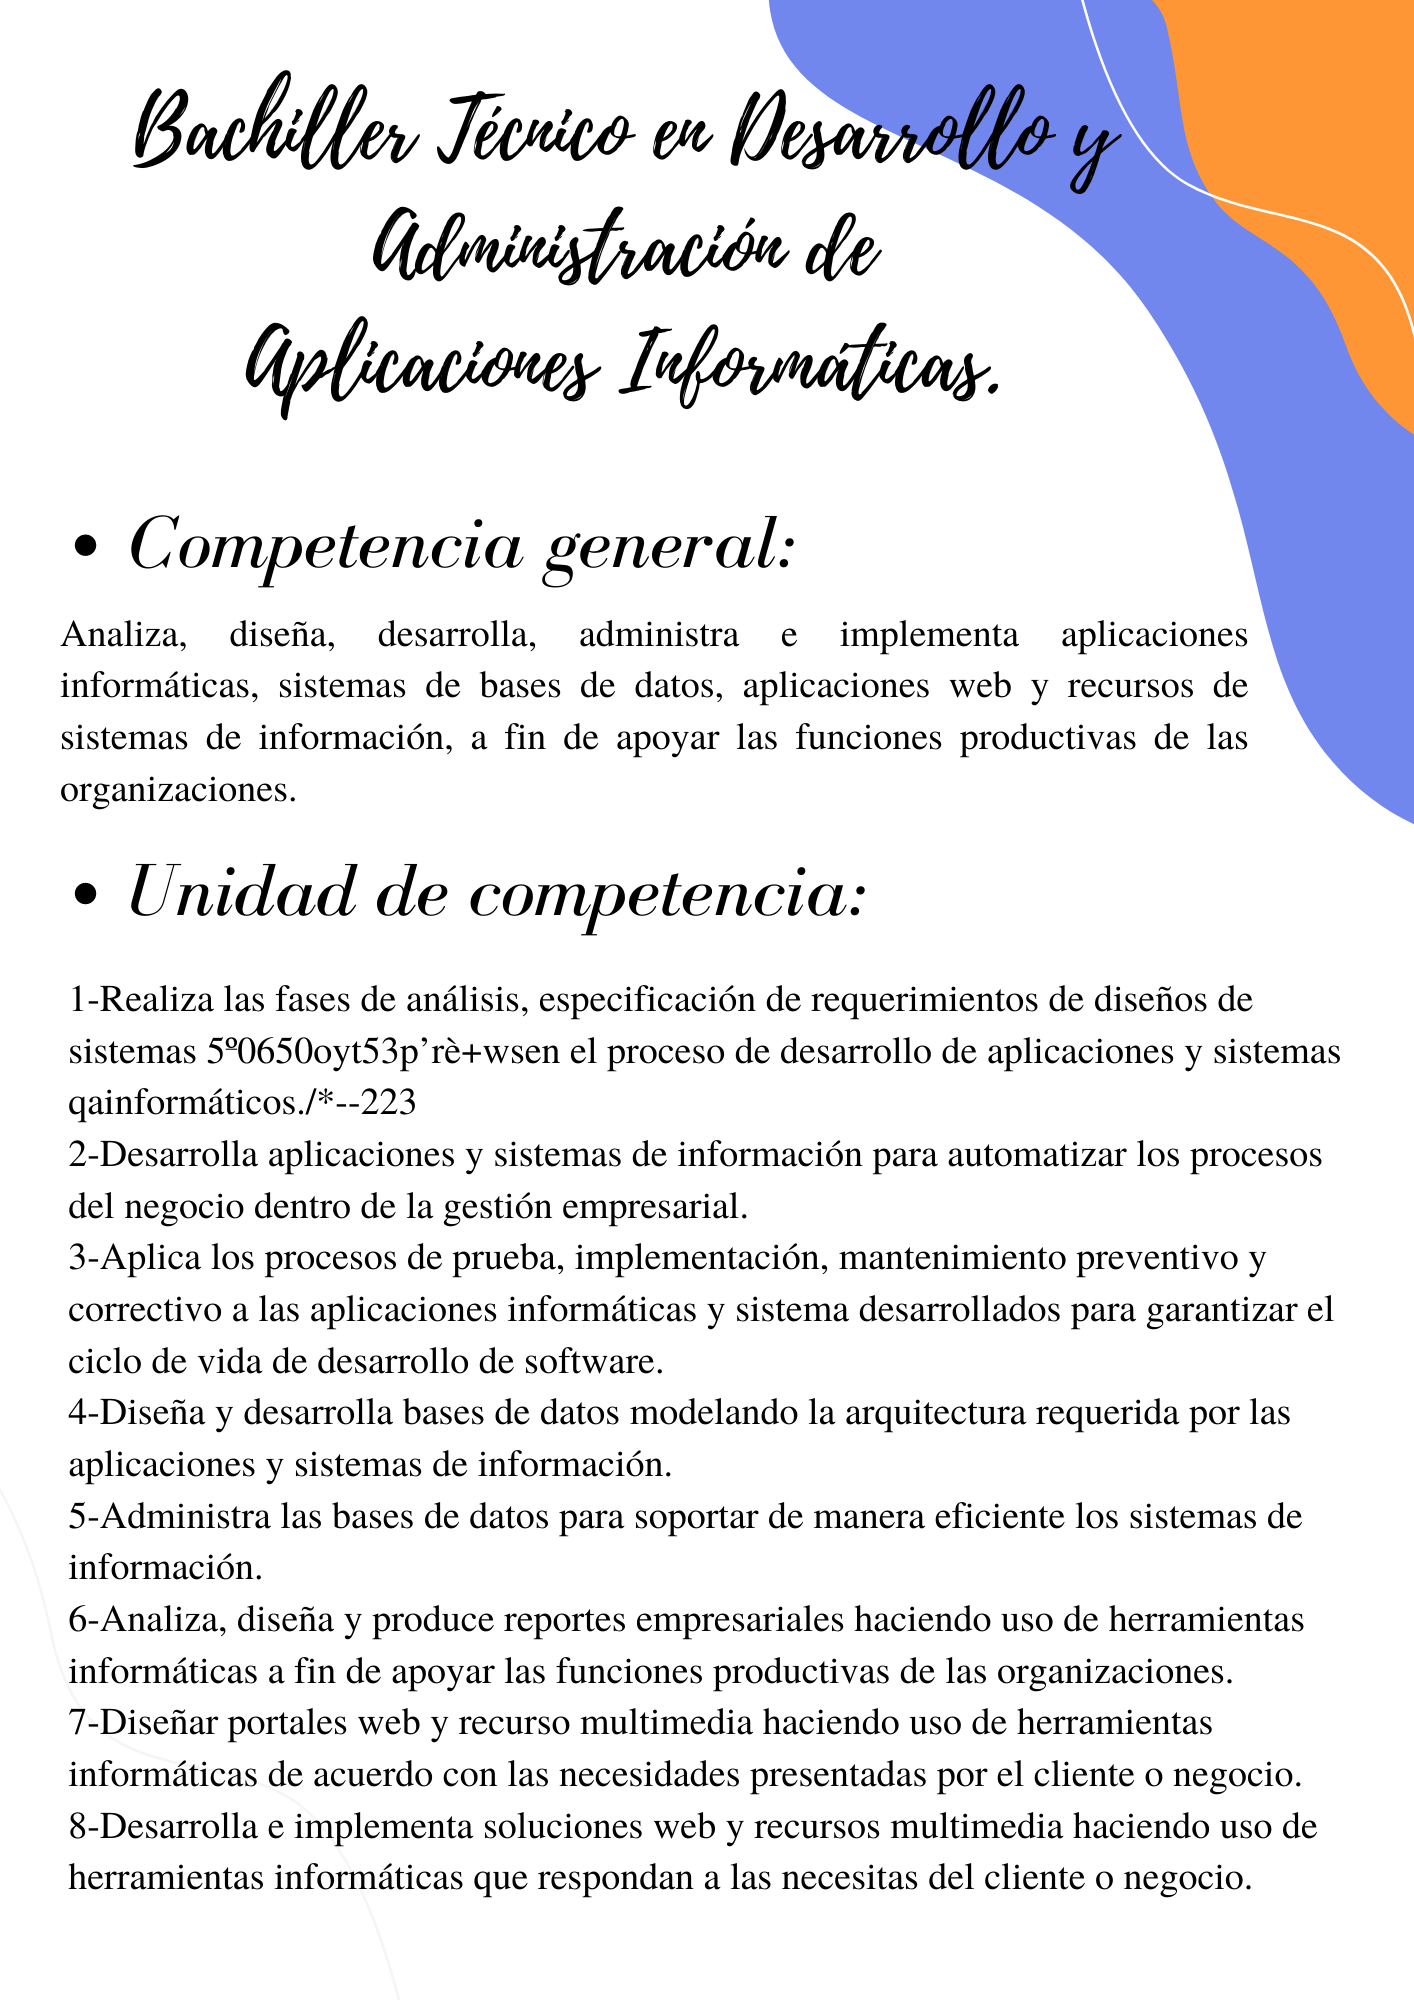 Bachiller Técnico en Desarrollo y
Administración de
Aplicaciones Informáticas.
• Competencia general:
Analiza, diseña, desarrolla, administra e implementa aplicaciones
informáticas, sistemas de bases de datos, aplicaciones web y recursos de
sistemas de información, a fin de apoyar las funciones productivas de las
organizaciones.
• Unidad de competencia:
1-Realiza las fases de análisis, especificación de requerimientos de diseños de
sistemas 5º0650oyt53p’rè+wsen el proceso de desarrollo de aplicaciones y sistemas
qainformáticos./*--223
2-Desarrolla aplicaciones y sistemas de información para automatizar los procesos
del negocio dentro de la gestión empresarial.
3-Aplica los procesos de prueba, implementación, mantenimiento preventivo y
correctivo a las aplicaciones informáticas y sistema desarrollados para garantizar el
ciclo de vida de desarrollo de software.
4-Diseña y desarrolla bases de datos modelando la arquitectura requerida por las
aplicaciones y sistemas de información.
5-Administra las bases de datos para soportar de manera eficiente los sistemas de
información.
6-Analiza, diseña y produce reportes empresariales haciendo uso de herramientas
informáticas a fin de apoyar las funciones productivas de las organizaciones.
7-Diseñar portales web y recurso multimedia haciendo uso de herramientas
informáticas de acuerdo con las necesidades presentadas por el cliente o negocio.
8-Desarrolla e implementa soluciones web y recursos multimedia haciendo uso de
herramientas informáticas que respondan a las necesitas del cliente o negocio.